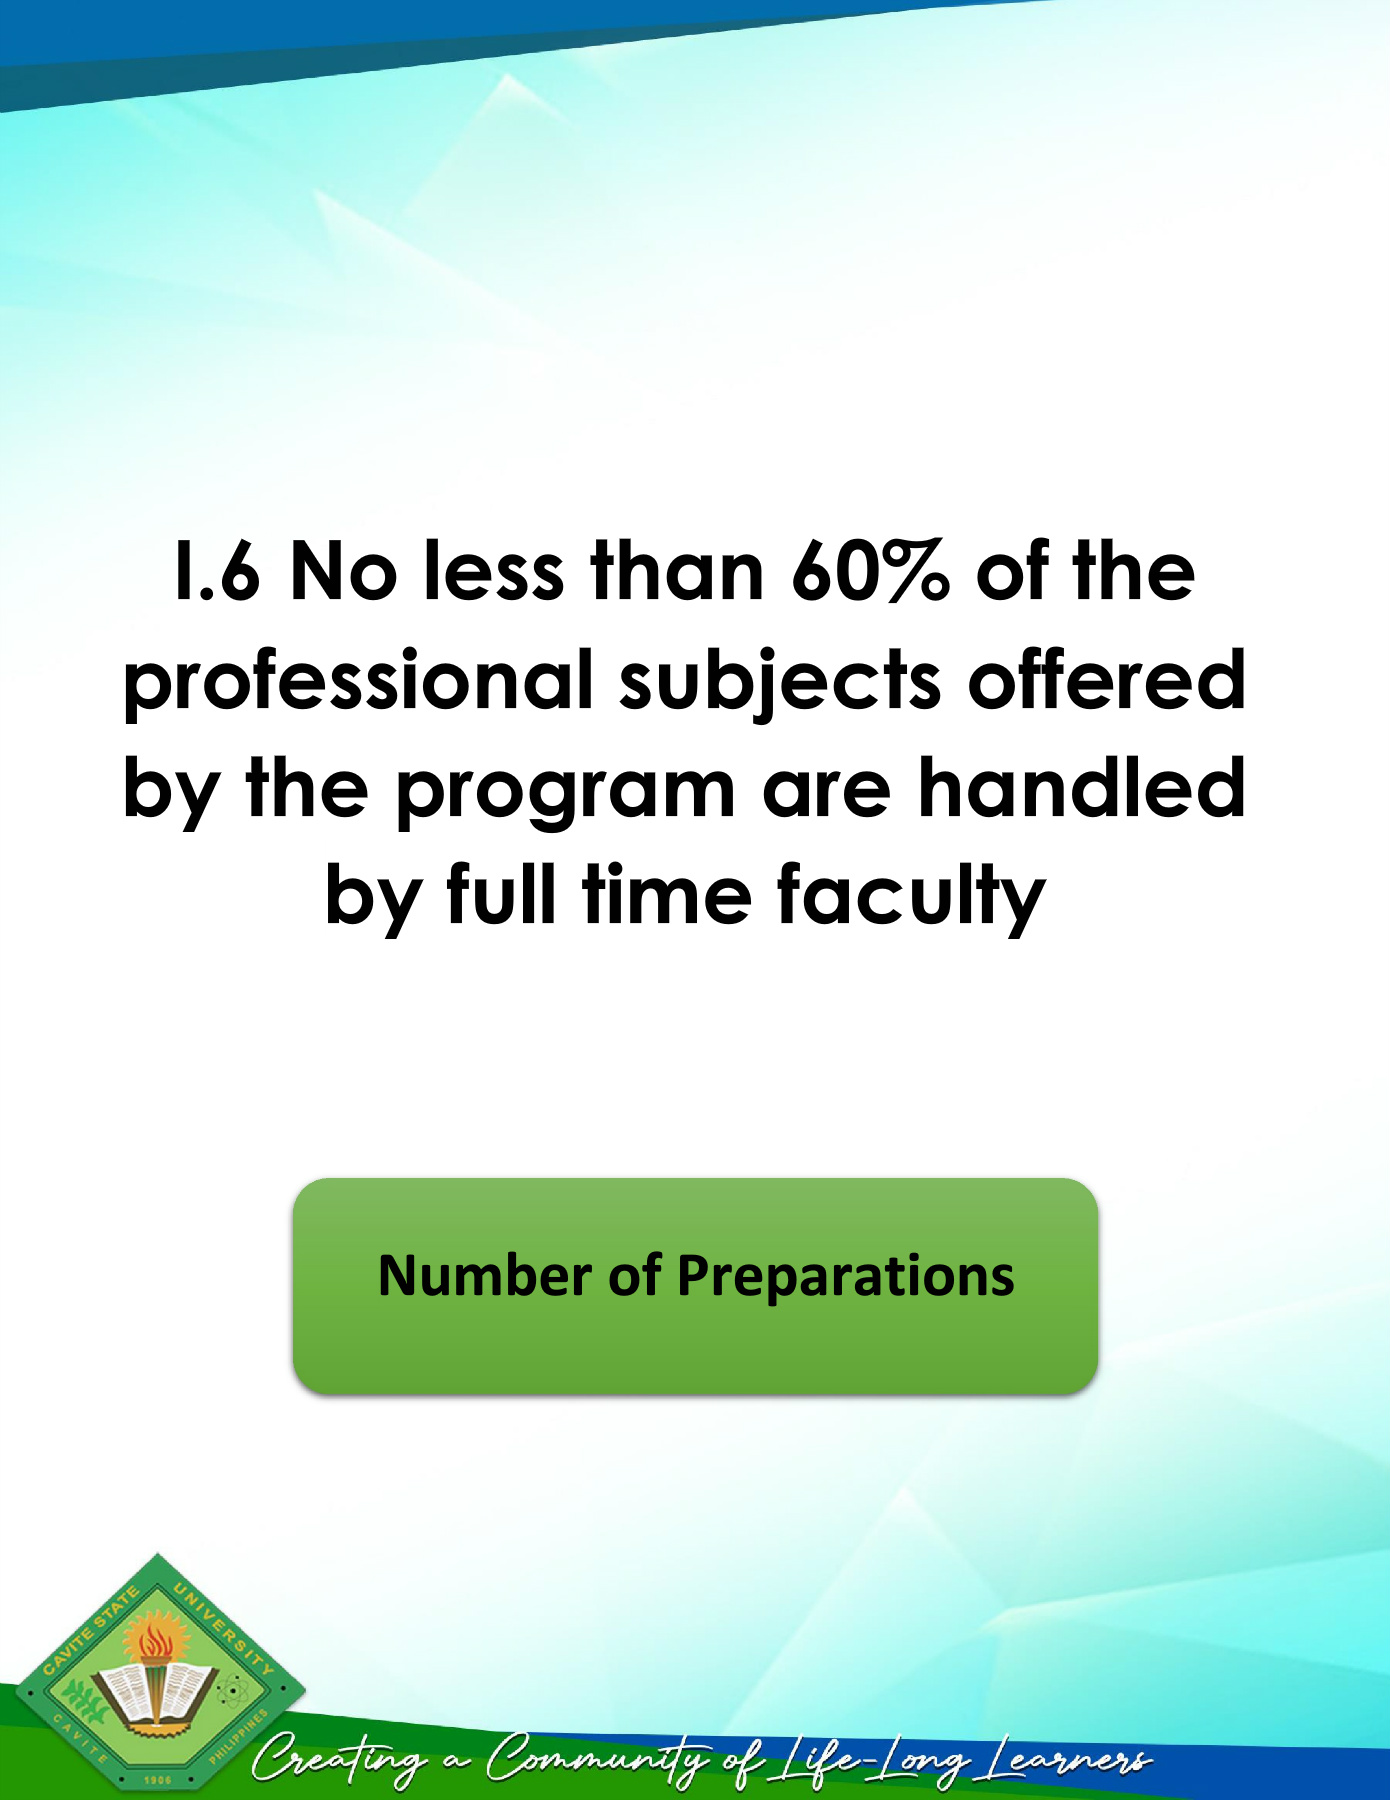 I.6 No less than 60% of the
professional subjects offered
by the program are handled
by full time faculty
Number of Preparations
CAVITE STATE UNIVERSITY
CAVITE PHILIPPINES
1906
Creating a Community of Life-Long Learners